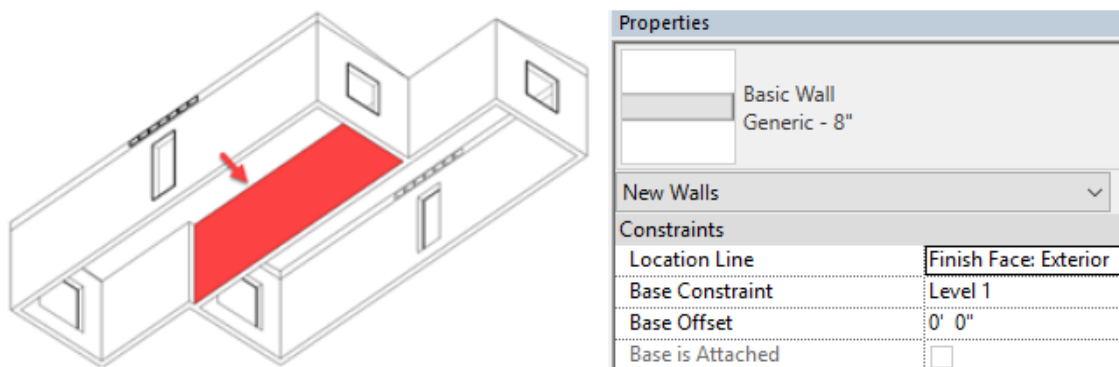 Properties
Basic Wall
Generic - 8"
New Walls
Constraints
Location Line Finish Face: Exterior
Base Constraint Level 1
Base Offset 0' 0"
Base is Attached